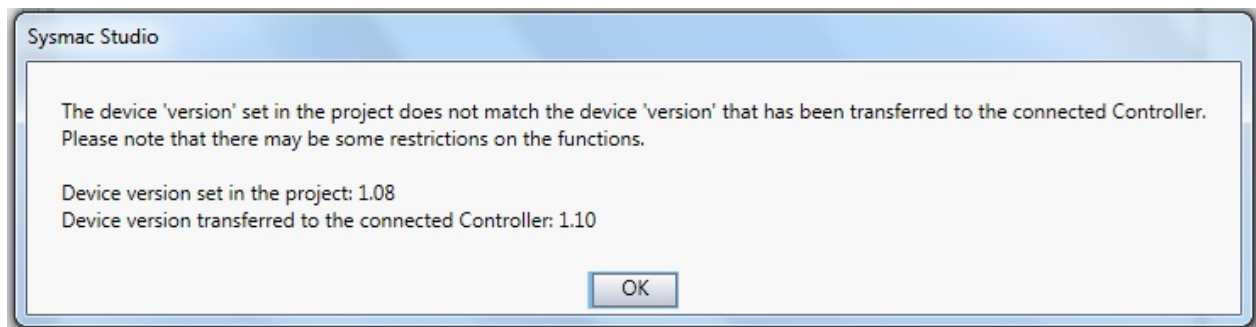 Sysmac Studio
The device 'version' set in the project does not match the device 'version' that has been transferred to the connected Controller.
Please note that there may be some restrictions on the functions.
Device version set in the project: 1.08
Device version transferred to the connected Controller: 1.10
OK